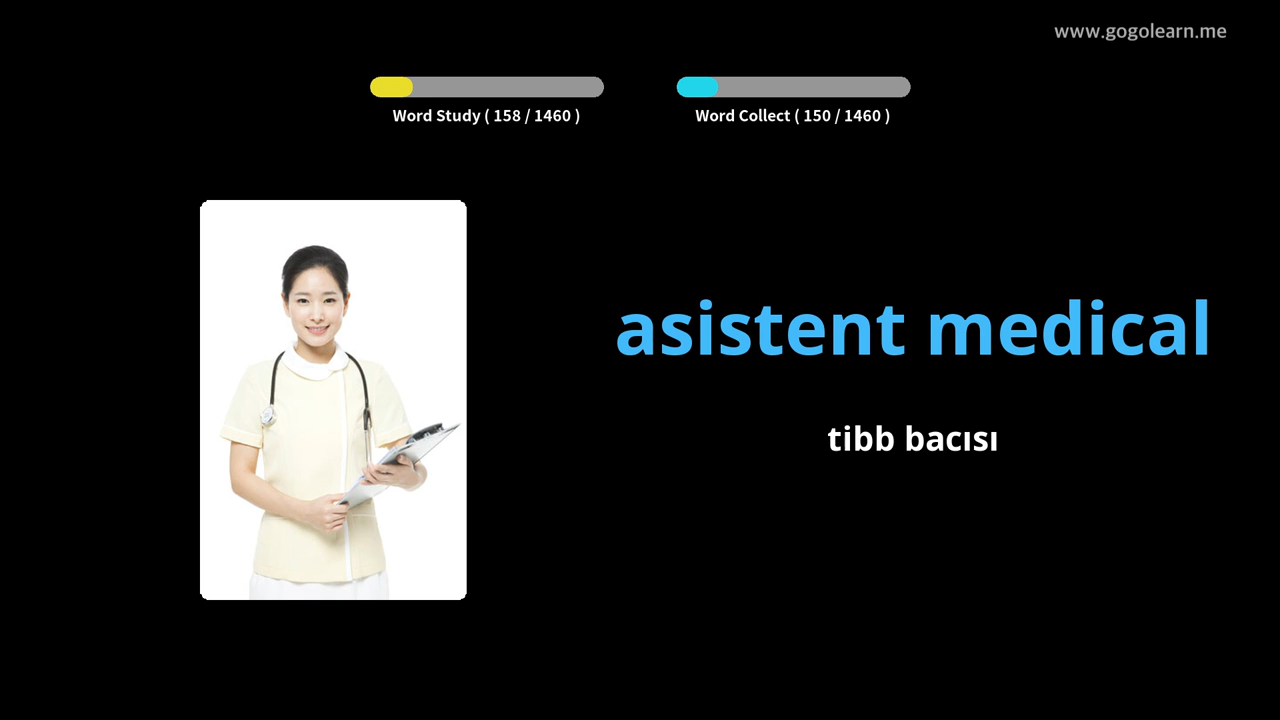 www.gogolearn.me
Word Study ( 158 / 1460 )
Word Collect ( 150 / 1460 )
asistent medical
tibb bacısı